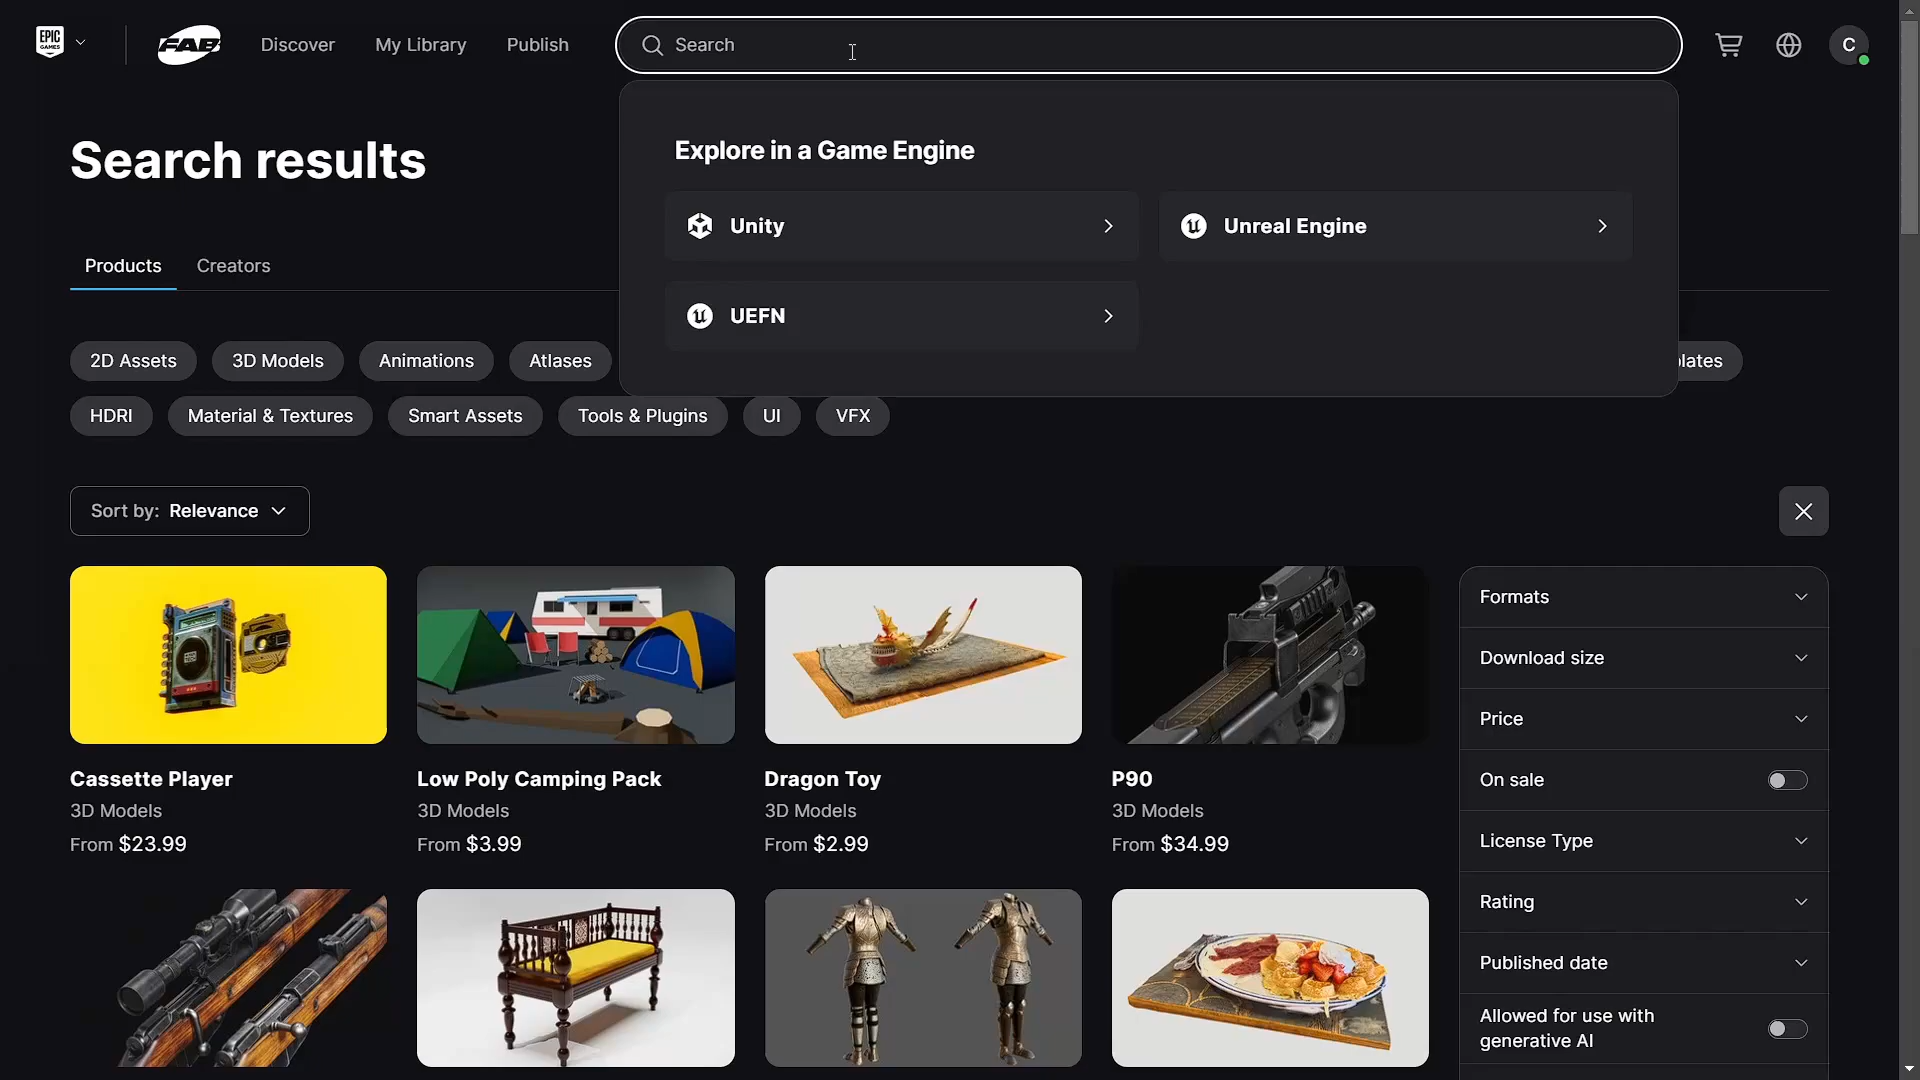 EPIC GAMES
FAB
Discover
My Library
Publish
Search
C
Search results
Explore in a Game Engine
Unity
Unreal Engine
UEFN
Products
Creators
2D Assets
3D Models
Animations
Atlases
lates
HDRI
Material & Textures
Smart Assets
Tools & Plugins
UI
VFX
Sort by: Relevance
Cassette Player
3D Models
From $23.99
Low Poly Camping Pack
3D Models
From $3.99
Dragon Toy
3D Models
From $2.99
P90
3D Models
From $34.99
Formats
Download size
Price
On sale
License Type
Rating
Published date
Allowed for use with
generative AI